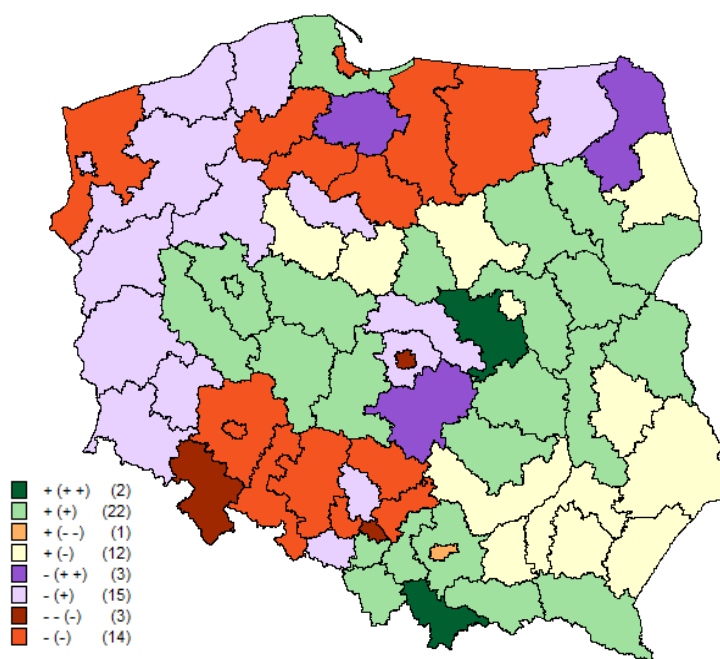 + (+ +) (2)
+ (+) (22)
+ (- -) (1)
+ (-) (12)
- (+ +) (3)
- (+) (15)
- - (-) (3)
- (-) (14)